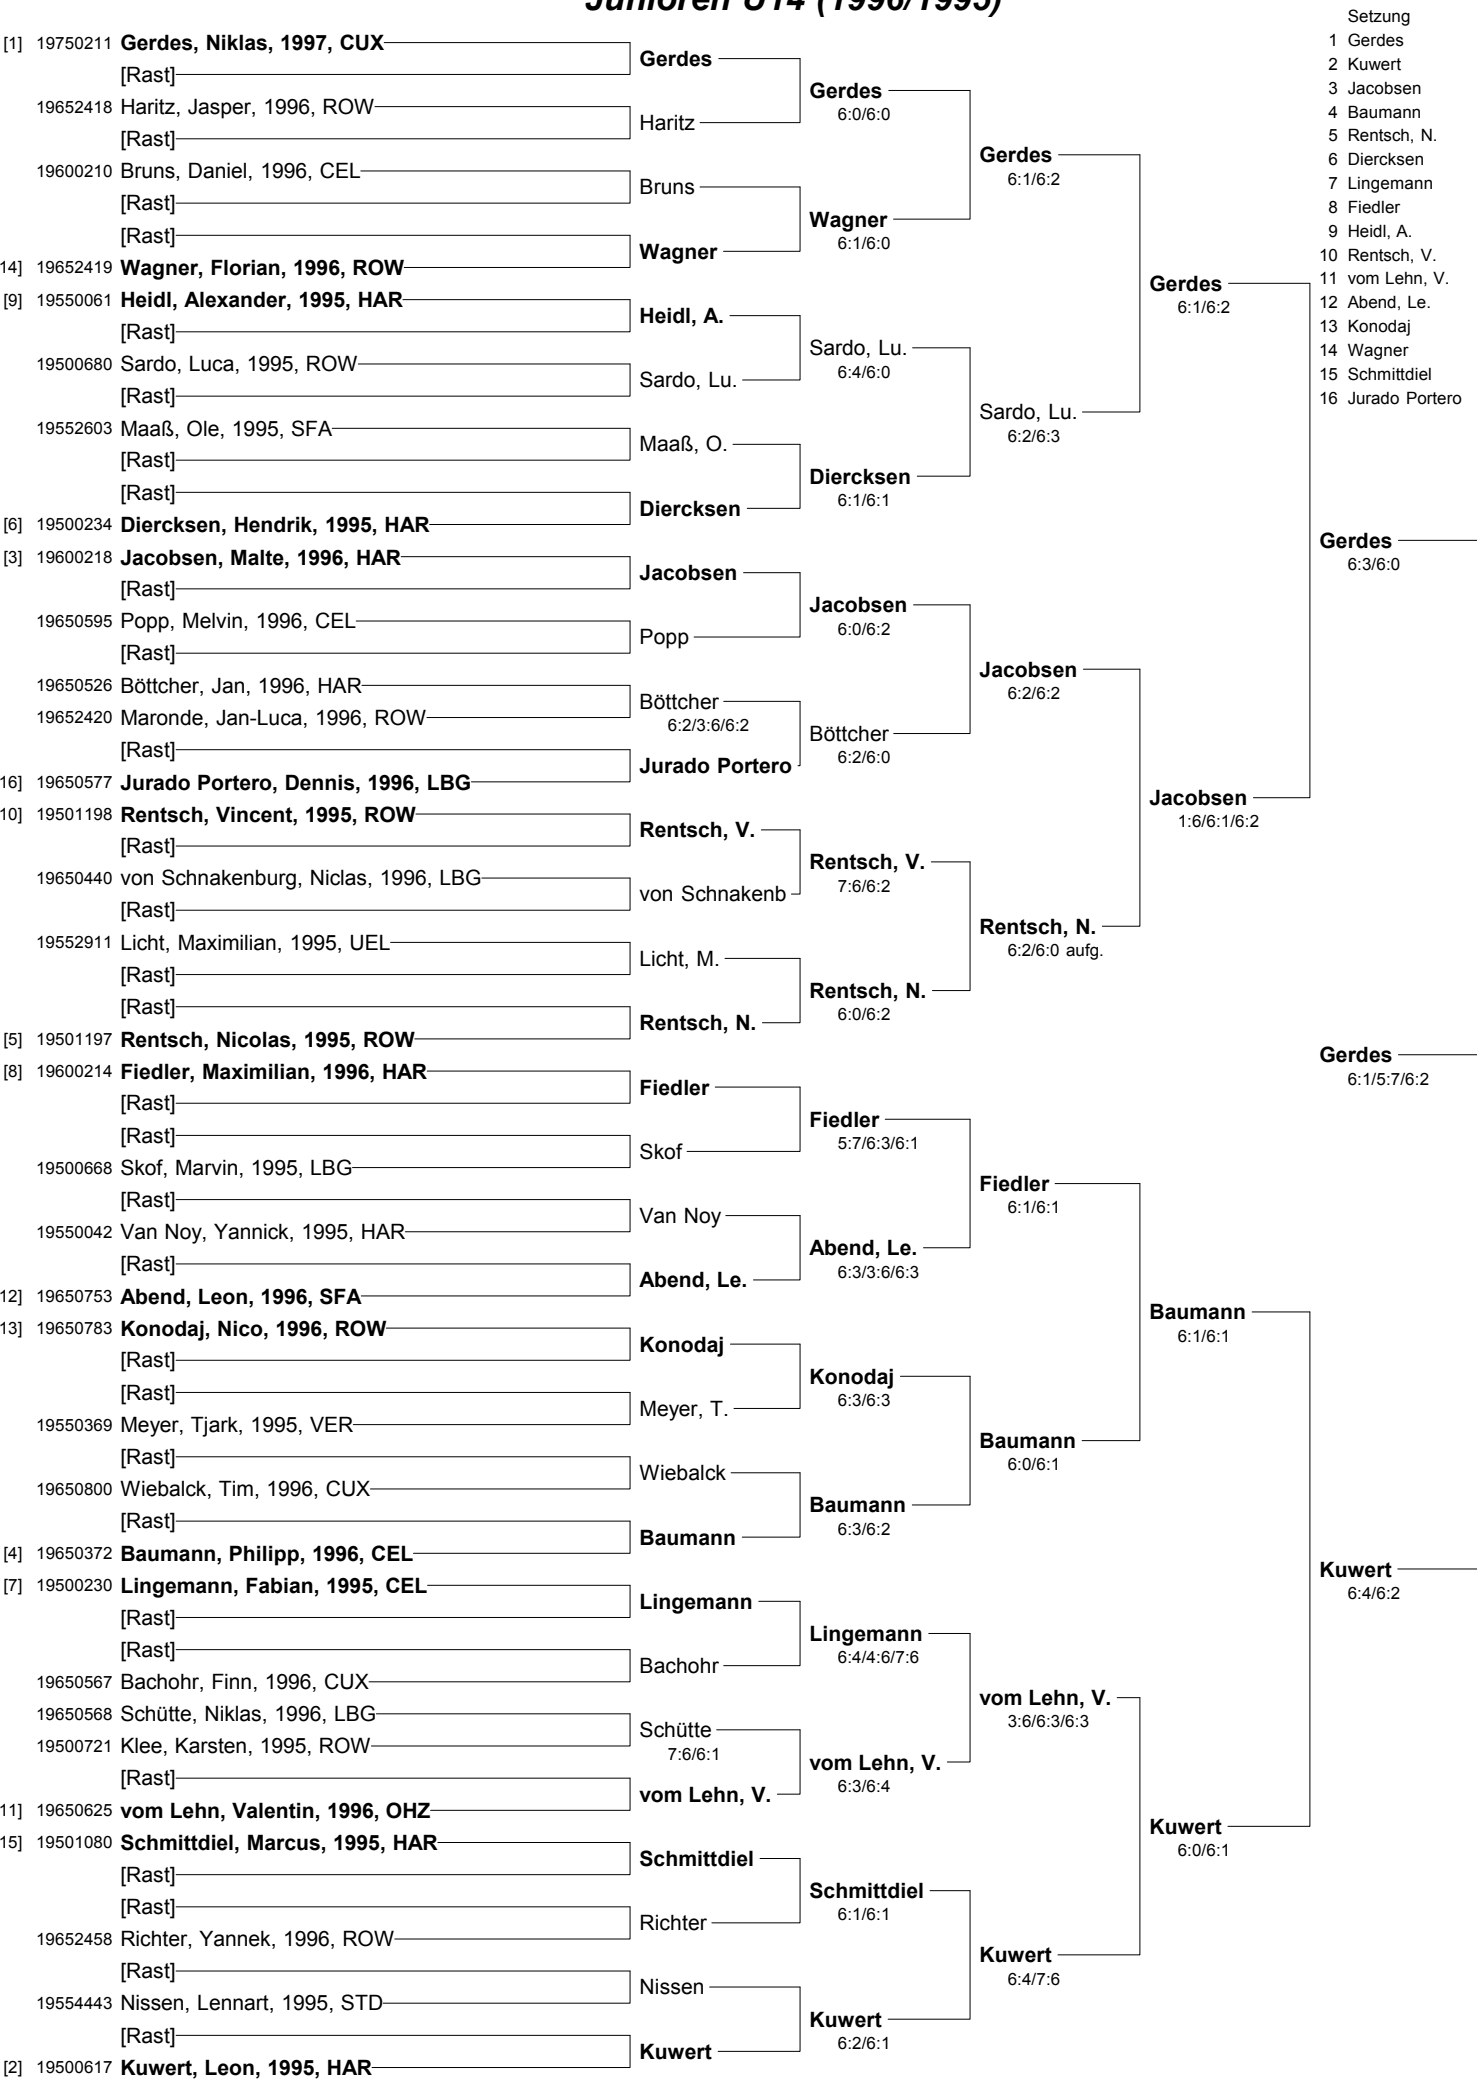 Junioren U14 (1996/1995)
Setzung
1 Gerdes
2 Kuwert
3 Jacobsen
4 Baumann
5 Rentsch, N.
6 Diercksen
7 Lingemann
8 Fiedler
9 Heidl, A.
10 Rentsch, V.
11 vom Lehn, V.
12 Abend, Le.
13 Konodaj
14 Wagner
15 Schmittdiel
16 Jurado Portero
[1] 19750211 Gerdes, Niklas, 1997, CUX
[Rast]
19652418 Haritz, Jasper, 1996, ROW
[Rast]
19600210 Bruns, Daniel, 1996, CEL
[Rast]
[Rast]
14] 19652419 Wagner, Florian, 1996, ROW
[9] 19550061 Heidl, Alexander, 1995, HAR
[Rast]
19500680 Sardo, Luca, 1995, ROW
[Rast]
19552603 Maaß, Ole, 1995, SFA
[Rast]
[Rast]
[6] 19500234 Diercksen, Hendrik, 1995, HAR
[3] 19600218 Jacobsen, Malte, 1996, HAR
[Rast]
19650595 Popp, Melvin, 1996, CEL
[Rast]
19650526 Böttcher, Jan, 1996, HAR
19652420 Maronde, Jan-Luca, 1996, ROW
[Rast]
16] 19650577 Jurado Portero, Dennis, 1996, LBG
10] 19501198 Rentsch, Vincent, 1995, ROW
[Rast]
19650440 von Schnakenburg, Niclas, 1996, LBG
[Rast]
19552911 Licht, Maximilian, 1995, UEL
[Rast]
[Rast]
[5] 19501197 Rentsch, Nicolas, 1995, ROW
[8] 19600214 Fiedler, Maximilian, 1996, HAR
[Rast]
[Rast]
19500668 Skof, Marvin, 1995, LBG
[Rast]
19550042 Van Noy, Yannick, 1995, HAR
[Rast]
12] 19650753 Abend, Leon, 1996, SFA
13] 19650783 Konodaj, Nico, 1996, ROW
[Rast]
[Rast]
19550369 Meyer, Tjark, 1995, VER
[Rast]
19650800 Wiebalck, Tim, 1996, CUX
[Rast]
[4] 19650372 Baumann, Philipp, 1996, CEL
[7] 19500230 Lingemann, Fabian, 1995, CEL
[Rast]
[Rast]
19650567 Bachohr, Finn, 1996, CUX
19650568 Schütte, Niklas, 1996, LBG
19500721 Klee, Karsten, 1995, ROW
[Rast]
11] 19650625 vom Lehn, Valentin, 1996, OHZ
15] 19501080 Schmittdiel, Marcus, 1995, HAR
[Rast]
[Rast]
19652458 Richter, Yannek, 1996, ROW
[Rast]
19554443 Nissen, Lennart, 1995, STD
[Rast]
[2] 19500617 Kuwert, Leon, 1995, HAR
Gerdes
Haritz
Bruns
Wagner
Heidl, A.
Sardo, Lu.
Maaß, O.
Diercksen
Jacobsen
Popp
Böttcher
6:2/3:6/6:2
Jurado Portero
Rentsch, V.
von Schnakenb
Licht, M.
Rentsch, N.
Fiedler
Skof
Van Noy
Abend, Le.
Konodaj
Meyer, T.
Wiebalck
Baumann
Lingemann
Bachohr
Schütte
7:6/6:1
vom Lehn, V.
Schmittdiel
Richter
Nissen
Kuwert
Gerdes
6:0/6:0
Wagner
6:1/6:0
Sardo, Lu.
6:4/6:0
Diercksen
6:1/6:1
Jacobsen
6:0/6:2
Böttcher
6:2/6:0
Rentsch, V.
7:6/6:2
Rentsch, N.
6:0/6:2
Fiedler
5:7/6:3/6:1
Abend, Le.
6:3/3:6/6:3
Konodaj
6:3/6:3
Baumann
6:3/6:2
Lingemann
6:4/4:6/7:6
vom Lehn, V.
6:3/6:4
Schmittdiel
6:1/6:1
Kuwert
6:2/6:1
Gerdes
6:1/6:2
Sardo, Lu.
6:2/6:3
Jacobsen
6:2/6:2
Rentsch, N.
6:2/6:0 aufg.
Fiedler
6:1/6:1
Baumann
6:0/6:1
vom Lehn, V.
3:6/6:3/6:3
Kuwert
6:4/7:6
Gerdes
6:1/6:2
Jacobsen
1:6/6:1/6:2
Baumann
6:1/6:1
Kuwert
6:0/6:1
Gerdes
6:3/6:0
Gerdes
6:1/5:7/6:2
Kuwert
6:4/6:2